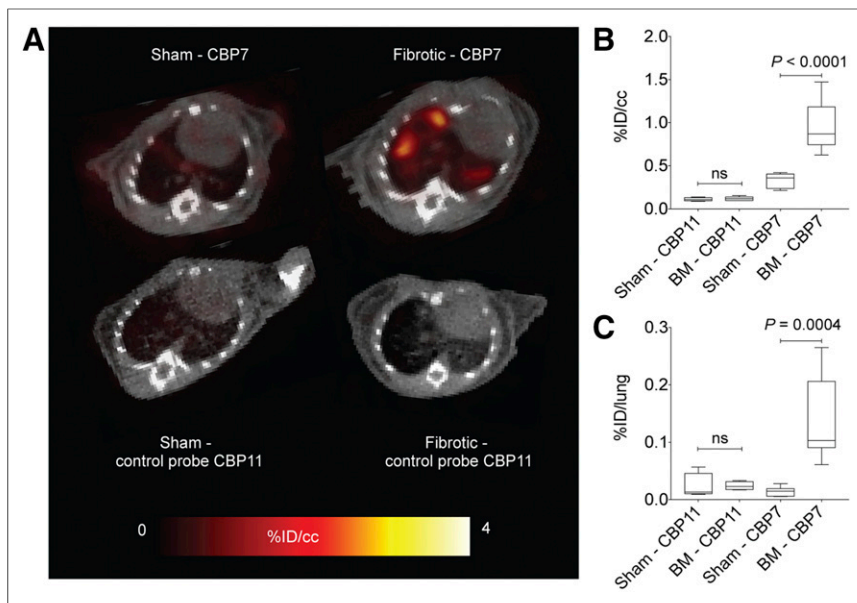 A
Sham - CBP7
Fibrotic - CBP7
Sham -
control probe CBP11
Fibrotic -
control probe CBP11
0
%ID/cc
4
B
P < 0.0001
2.0
1.5
1.0
0.5
0.0
%ID/cc
ns
Sham - CBP11
BM - CBP11
Sham - CBP7
BM - CBP7
C
P = 0.0004
0.3
0.2
0.1
0.0
%ID/lung
ns
Sham - CBP11
BM - CBP11
Sham - CBP7
BM - CBP7